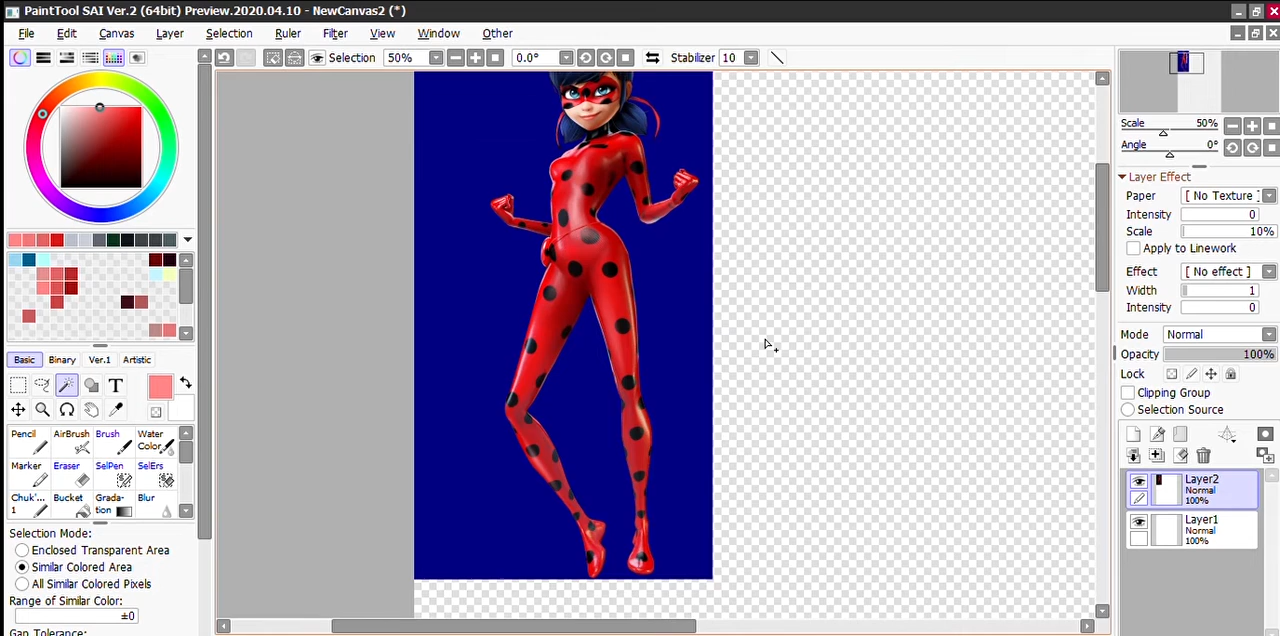 PaintTool SAI Ver.2 (64bit) Preview.2020.04.10 - NewCanvas2 (*)
File Edit Canvas Layer Selection Ruler Filter View Window Other
Selection 50% 0.0° Stabilizer 10
Scale 50%
Angle 0°
Layer Effect
Paper [ No Texture ]
Intensity 0
Scale 10%
Apply to Linework
Effect [ No effect ]
Width 1
Intensity 0
Mode Normal
Opacity 100%
Lock
Clipping Group
Selection Source
Layer2
Normal
100%
Layer1
Normal
100%
Basic Binary Ver.1 Artistic
T
Pencil AirBrush Brush Water
Color
Marker Eraser SelPen SelErs
Chuk'... Bucket Grada- Blur
1 tion
Selection Mode:
Enclosed Transparent Area
Similar Colored Area
All Similar Colored Pixels
Range of Similar Color:
±0
Gap Tolerance: